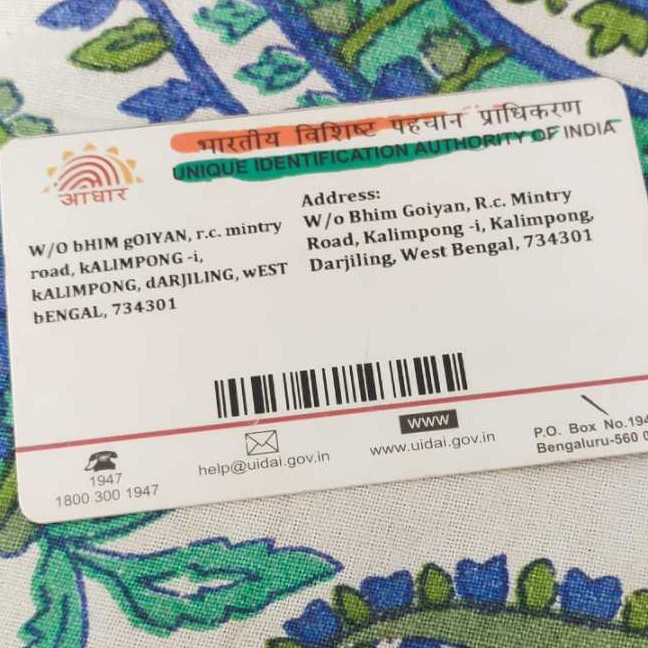 भारतीय विशिष्ट पहचान प्राधिकरण
UNIQUE IDENTIFICATION AUTHORITY OF INDIA
आधार
W/O bHIM gOIYAN, r.c. mintry
road, kALIMPONG -i,
kALIMPONG, dARJILING, wEST
bENGAL, 734301
Address:
W/o Bhim Goiyan, R.c. Mintry
Road, Kalimpong -i, Kalimpong,
Darjiling, West Bengal, 734301
1947
1800 300 1947
help@uidai.gov.in
www
www.uidai.gov.in
P.O. Box No.194
Bengaluru-560 0